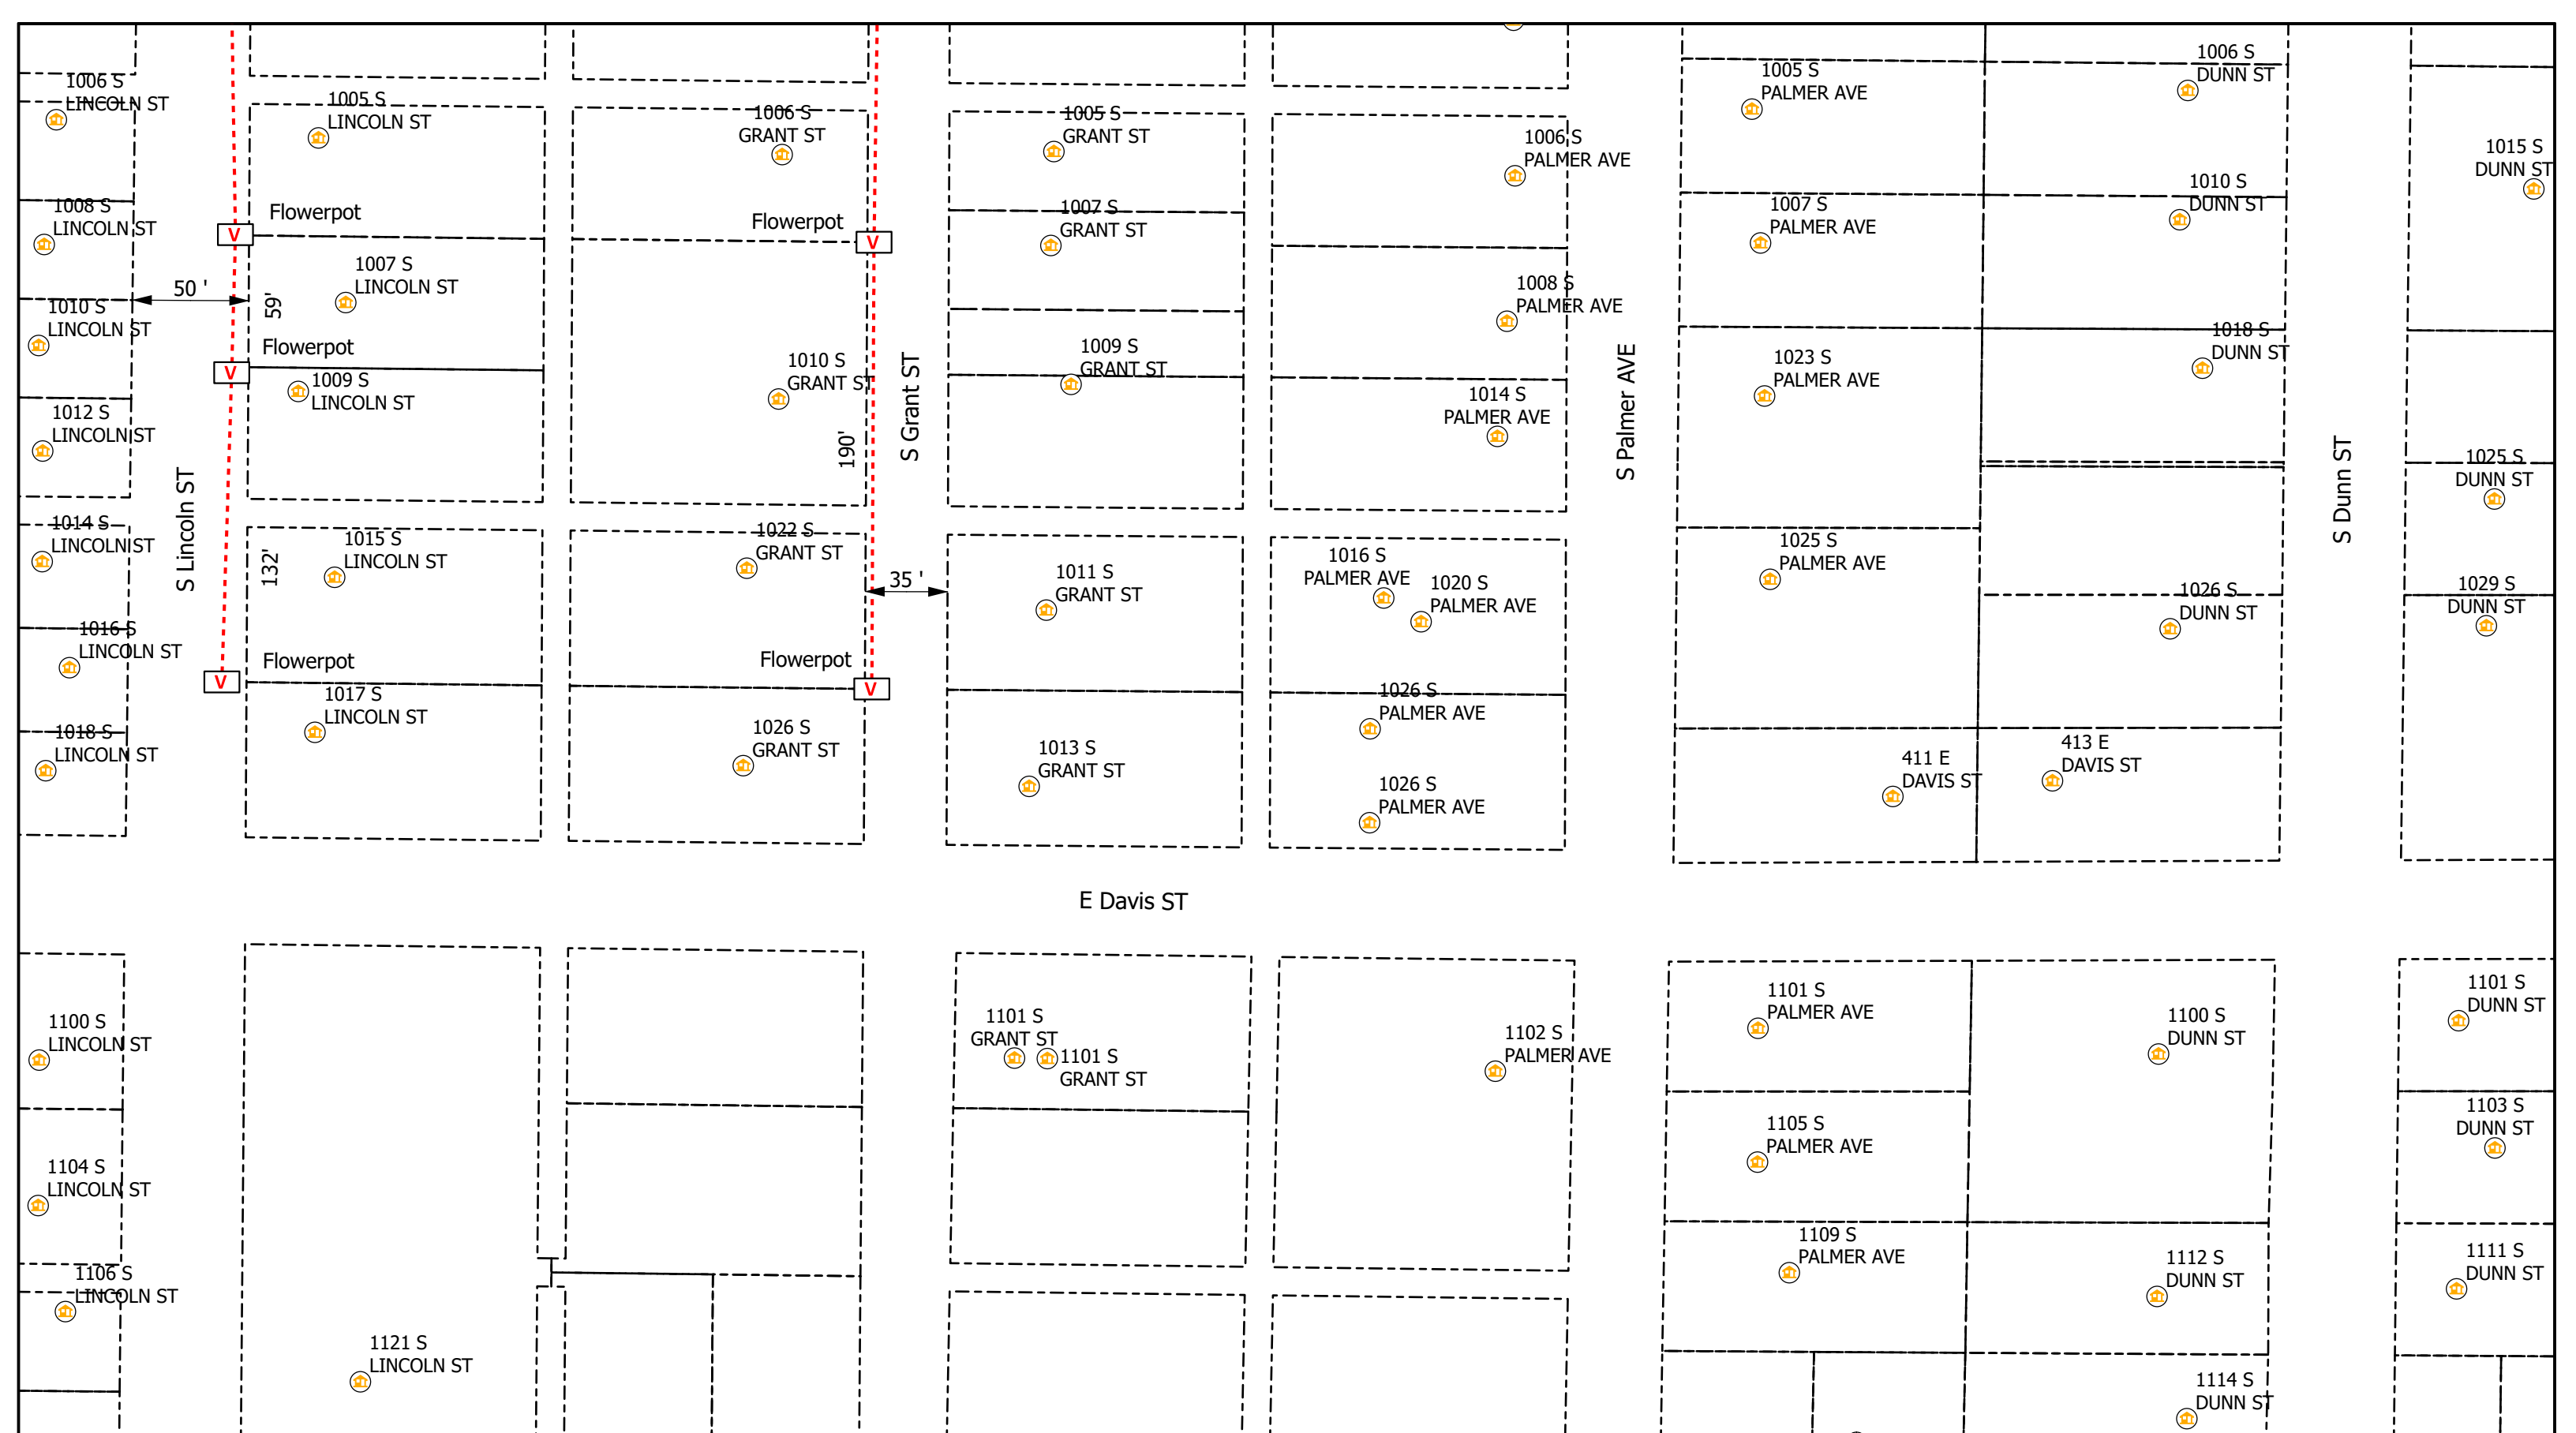 1006 S
LINCOLN ST
1005 S
LINCOLN ST
1006 S
GRANT ST
1005 S
GRANT ST
1006 S
PALMER AVE
1005 S
PALMER AVE
1006 S
DUNN ST
1015 S
DUNN ST
1008 S
LINCOLN ST
Flowerpot
V
Flowerpot
V
1007 S
GRANT ST
1007 S
PALMER AVE
1010 S
DUNN ST
50 '
59'
1007 S
LINCOLN ST
1008 S
PALMER AVE
1010 S
LINCOLN ST
Flowerpot
V
1009 S
LINCOLN ST
1010 S
GRANT ST
1009 S
GRANT ST
1014 S
PALMER AVE
1023 S
PALMER AVE
1018 S
DUNN ST
1012 S
LINCOLN ST
190'
S Grant ST
S Palmer AVE
S Dunn ST
1025 S
DUNN ST
S Lincoln ST
1014 S
LINCOLN ST
132'
1015 S
LINCOLN ST
1022 S
GRANT ST
35 '
1011 S
GRANT ST
1016 S
PALMER AVE
1020 S
PALMER AVE
1025 S
PALMER AVE
1026 S
DUNN ST
1029 S
DUNN ST
1016 S
LINCOLN ST
Flowerpot
V
1017 S
LINCOLN ST
Flowerpot
V
1026 S
GRANT ST
1013 S
GRANT ST
1026 S
PALMER AVE
1026 S
PALMER AVE
411 E
DAVIS ST
413 E
DAVIS ST
1018 S
LINCOLN ST
E Davis ST
1100 S
LINCOLN ST
1101 S
GRANT ST
1101 S
GRANT ST
1102 S
PALMER AVE
1101 S
PALMER AVE
1100 S
DUNN ST
1101 S
DUNN ST
1104 S
LINCOLN ST
1105 S
PALMER AVE
1103 S
DUNN ST
1106 S
LINCOLN ST
1109 S
PALMER AVE
1112 S
DUNN ST
1111 S
DUNN ST
1121 S
LINCOLN ST
1114 S
DUNN ST